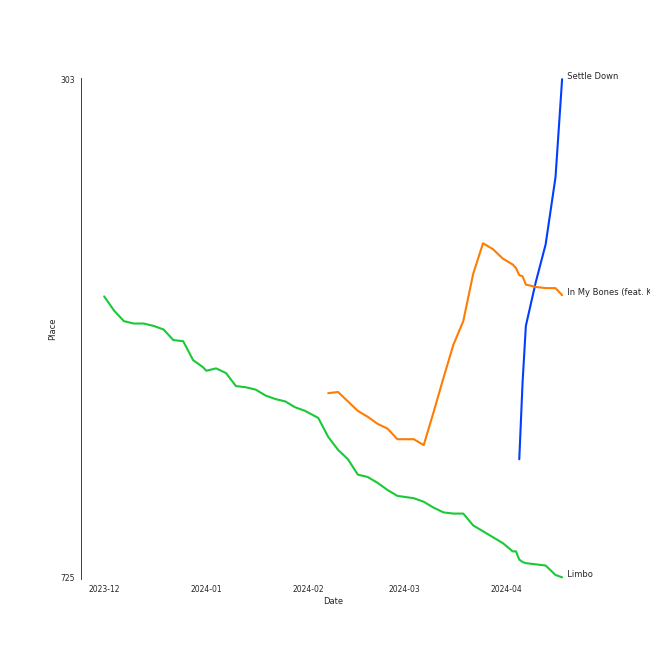 303
Settle Down
In My Bones (feat. K
Place
Limbo
725
2023-12
2024-01
2024-02
2024-03
2024-04
Date